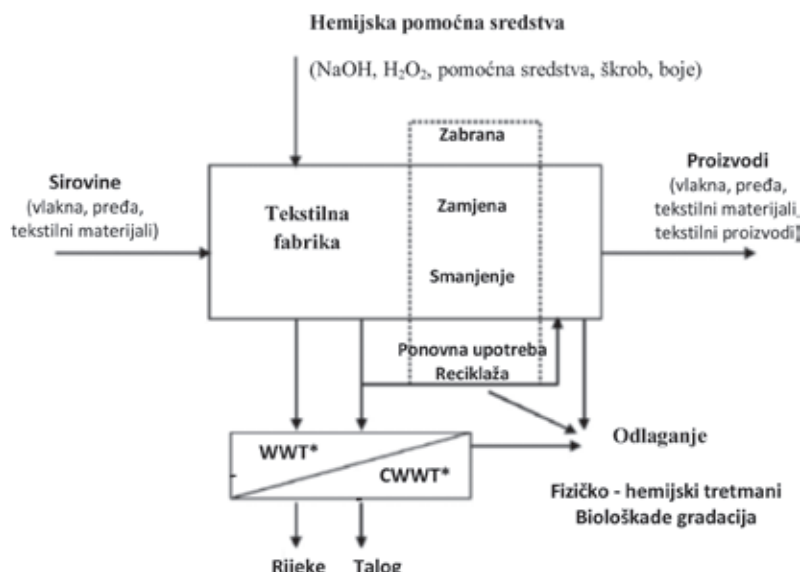 Hemijska pomoćna sredstva
(NaOH, H₂O₂, pomoćna sredstva, škrob, boje)
Zabrana
Sirovine
(vlakna, pređa,
tekstilni materijali)
Tekstilna
fabrika
Zamjena
Smanjenje
Proizvodi
(vlakna, pređa,
tekstilni materijali,
tekstilni proizvodi)
Ponovna upotreba
Reciklaža
WWT*
CWWT*
Odlaganje
Fizičko - hemijski tretmani
Biološkade gradacija
Rijeke
Talog